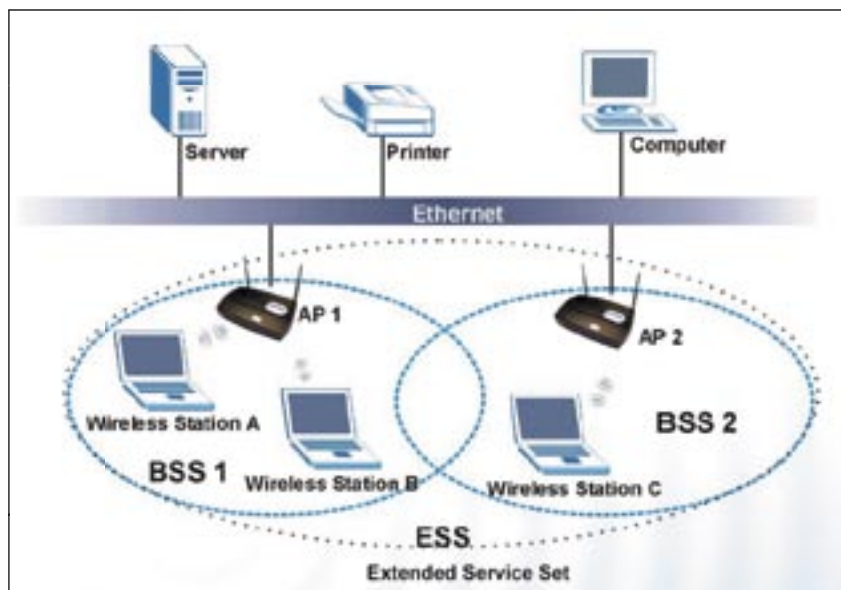 Server
Printer
Computer
Ethernet
AP 1
AP 2
Wireless Station A
BSS 2
BSS 1
Wireless Station B
Wireless Station C
ESS
Extended Service Set